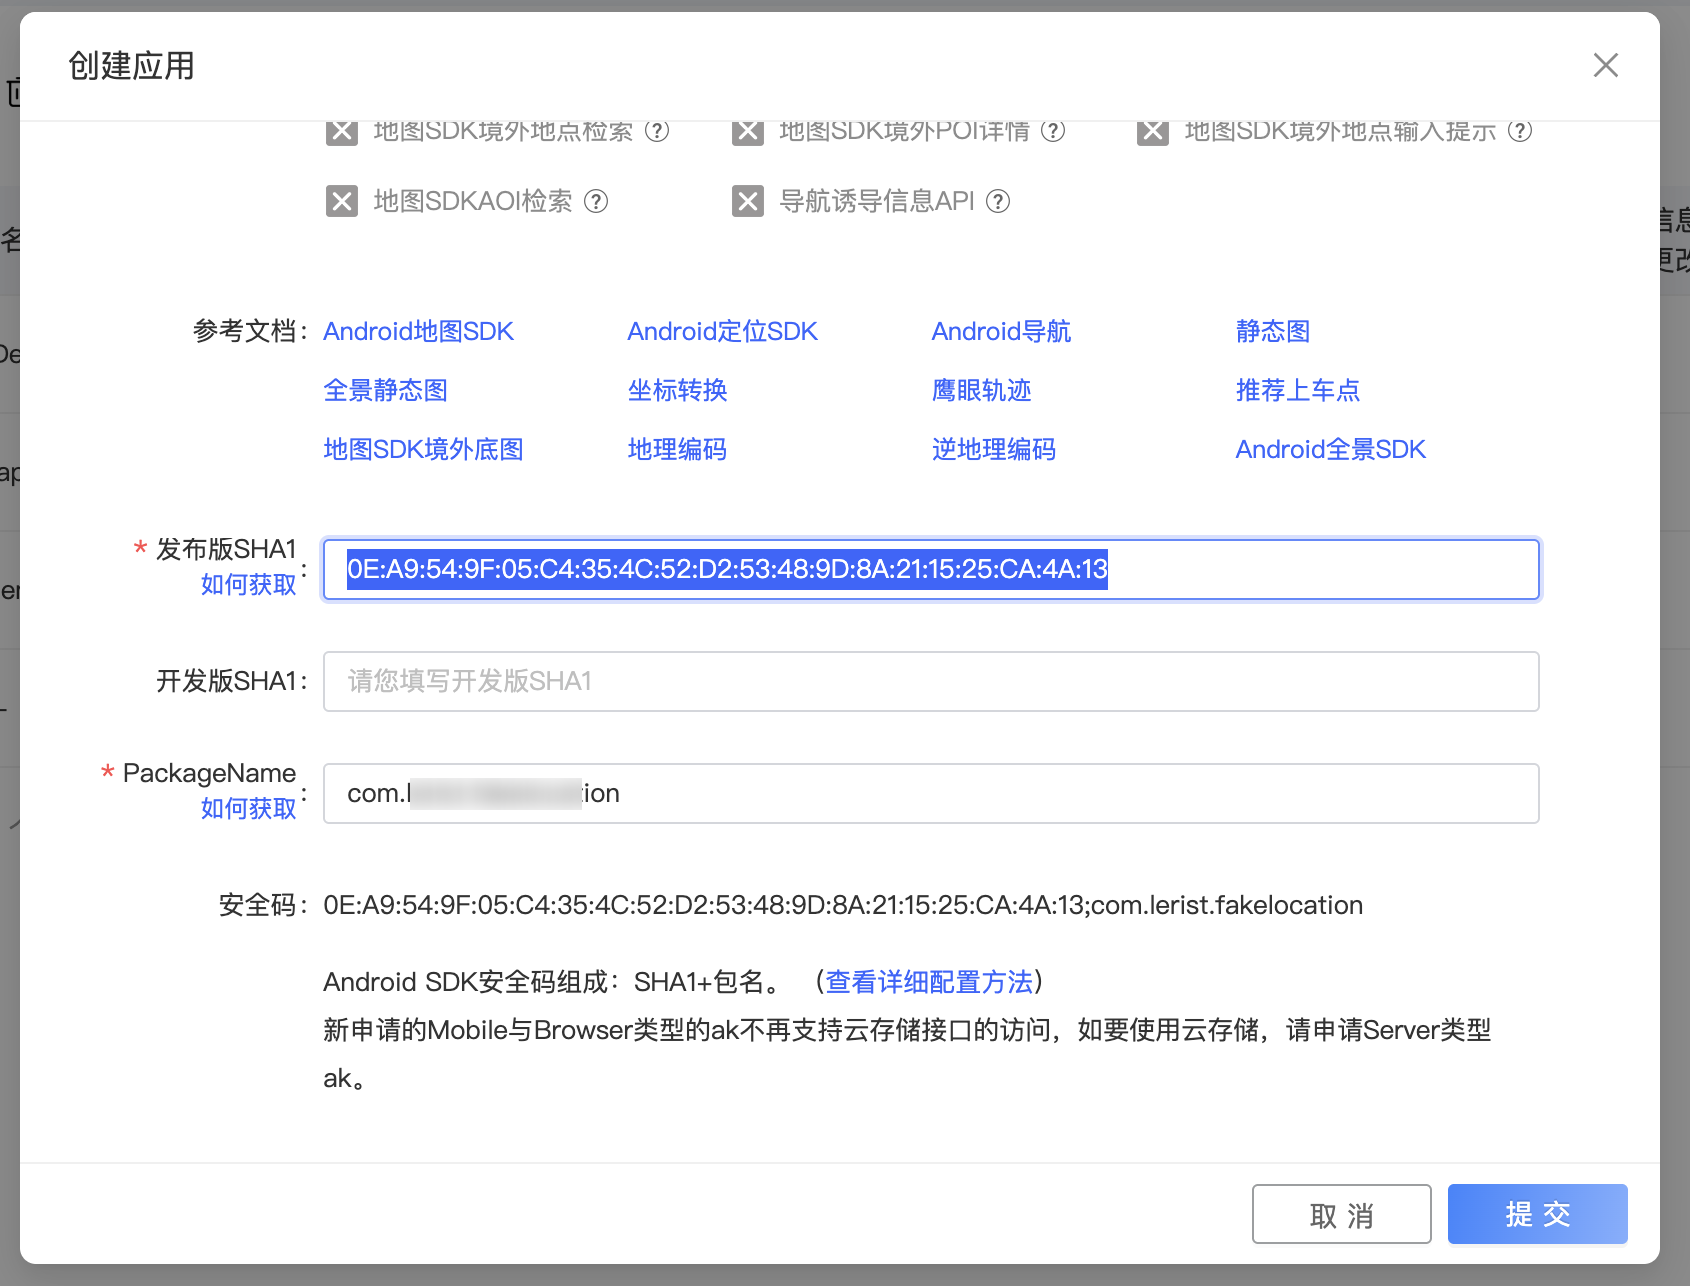 创建应用
地图SDK境外地点检索 ?
地图SDK境外POI详情 ?
地图SDK境外地点输入提示 ?
地图SDKAOI检索 ?
导航诱导信息API ?
参考文档:
Android地图SDK
Android定位SDK
Android导航
静态图
全景静态图
坐标转换
鹰眼轨迹
推荐上车点
地图SDK境外底图
地理编码
逆地理编码
Android全景SDK
* 发布版SHA1
如何获取
:
0E:A9:54:9F:05:C4:35:4C:52:D2:53:48:9D:8A:21:15:25:CA:4A:13
开发版SHA1:
请您填写开发版SHA1
* PackageName
如何获取
:
com.l
ion
安全码:
0E:A9:54:9F:05:C4:35:4C:52:D2:53:48:9D:8A:21:15:25:CA:4A:13;com.lerist.fakelocation
Android SDK安全码组成：SHA1+包名。（查看详细配置方法）
新申请的Mobile与Browser类型的ak不再支持云存储接口的访问，如要使用云存储，请申请Server类型
ak。
取 消
提 交
名
信息
更改
De
ap
er